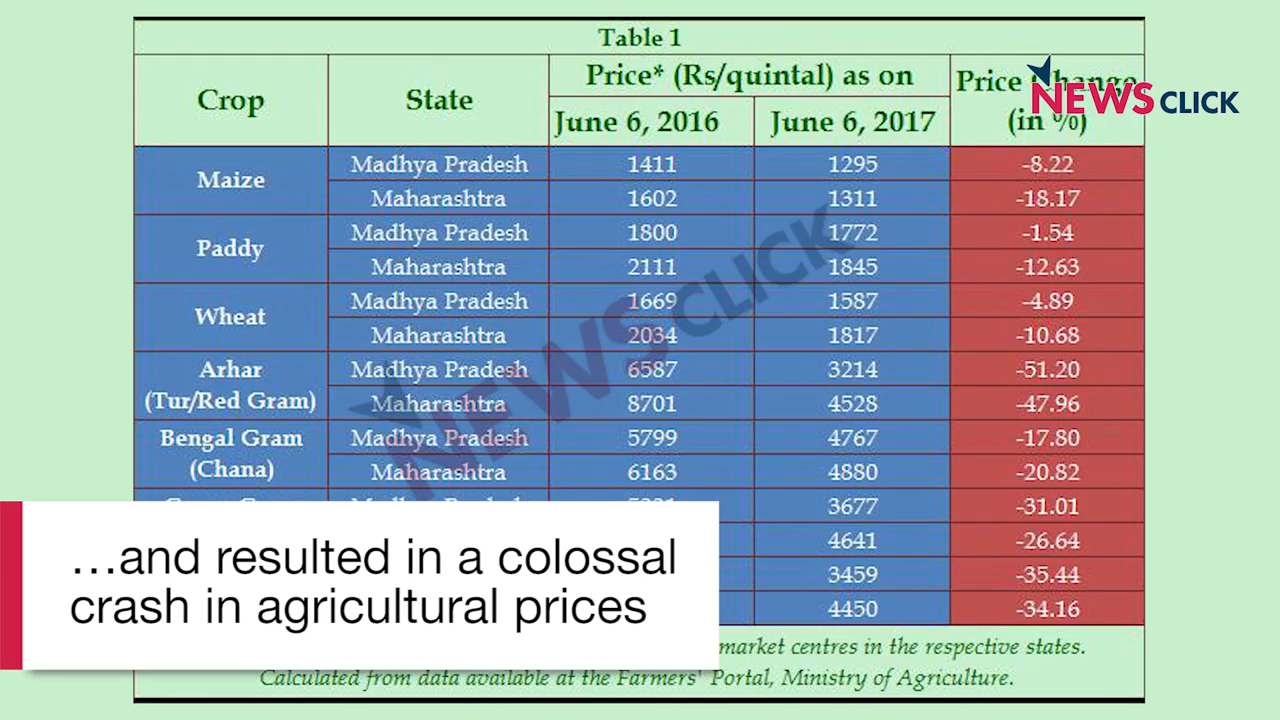 Table 1
Crop State Price* (Rs/quintal) as on Price Change (in %)
June 6, 2016 June 6, 2017
NEWSCLICK
Maize Madhya Pradesh 1411 1295 -8.22
Maharashtra 1602 1311 -18.17
Paddy Madhya Pradesh 1800 1772 -1.54
Maharashtra 2111 1845 -12.63
Wheat Madhya Pradesh 1669 1587 -4.89
Maharashtra 2034 1817 -10.68
Arhar (Tur/Red Gram) Madhya Pradesh 6587 3214 -51.20
Maharashtra 8701 4528 -47.96
Bengal Gram (Chana) Madhya Pradesh 5799 4767 -17.80
Maharashtra 6163 4880 -20.82
3677 -31.01
4641 -26.64
3459 -35.44
4450 -34.16
NEWSCLICK
…and resulted in a colossal
crash in agricultural prices
market centres in the respective states.
Calculated from data available at the Farmers' Portal, Ministry of Agriculture.